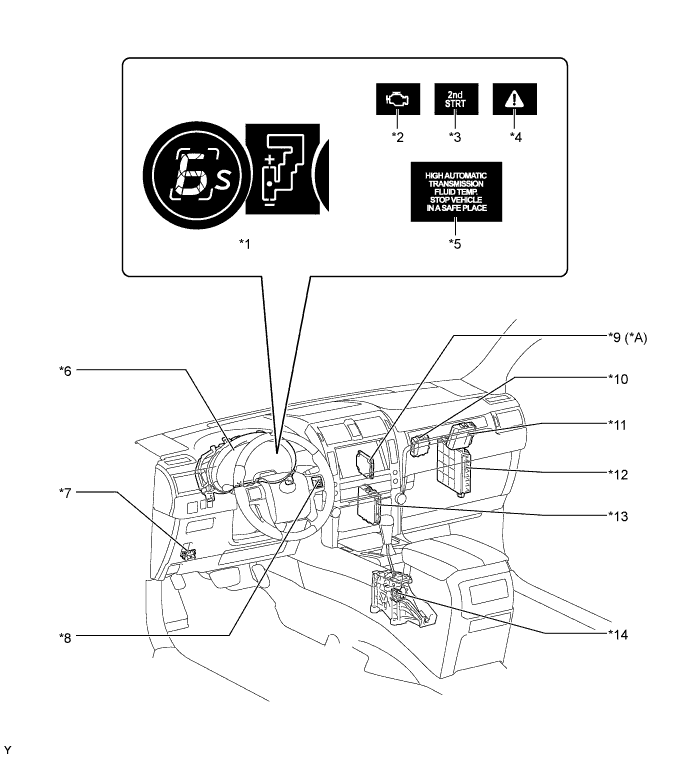 6 S
+
−
*1
*2
2nd
STRT
*3
*4
HIGH AUTOMATIC
TRANSMISSION
FLUID TEMP.
STOP VEHICLE
IN A SAFE PLACE
*5
*6
*7
*8
*9 (*A)
*10
*11
*12
*13
*14
Y